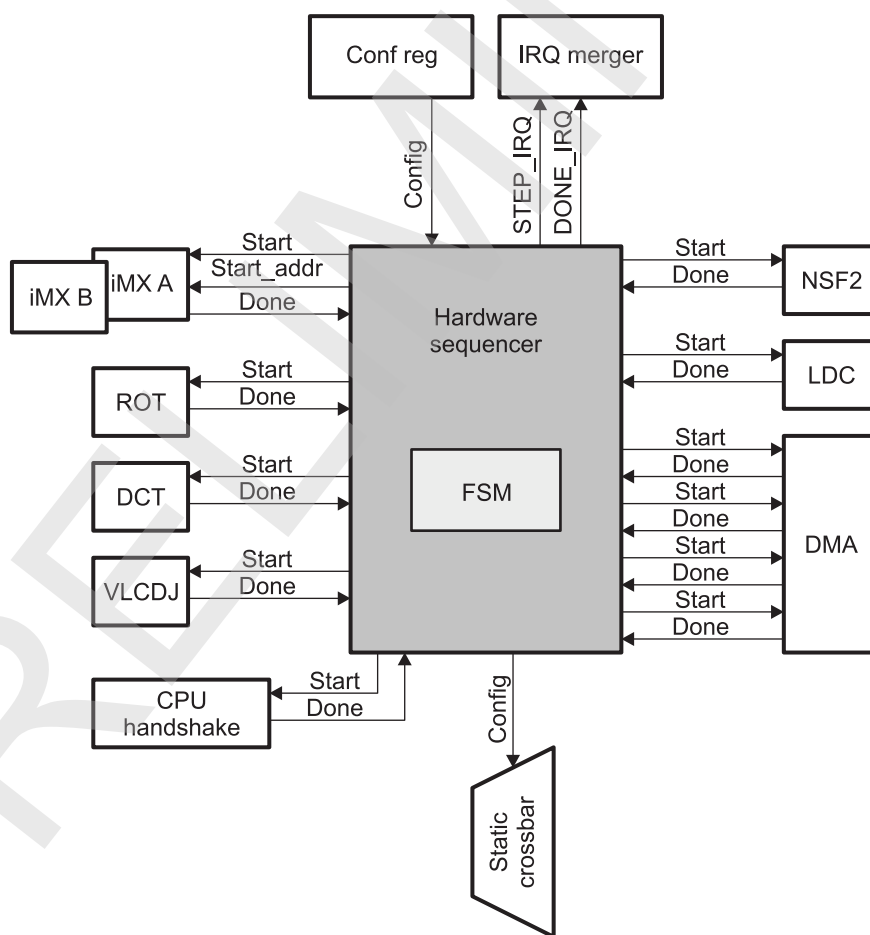 Conf reg
IRQ merger
Config
STEP_IRQ
DONE_IRQ
Start
Start_addr
Done
iMX A
iMX B
Start
Done
ROT
Start
Done
DCT
Start
Done
VLCDJ
Start
Done
CPU
handshake
Hardware
sequencer
FSM
Start
Done
NSF2
Start
Done
LDC
Start
Done
Start
Done
Start
Done
Start
Done
DMA
Config
Static
crossbar
RELIMI